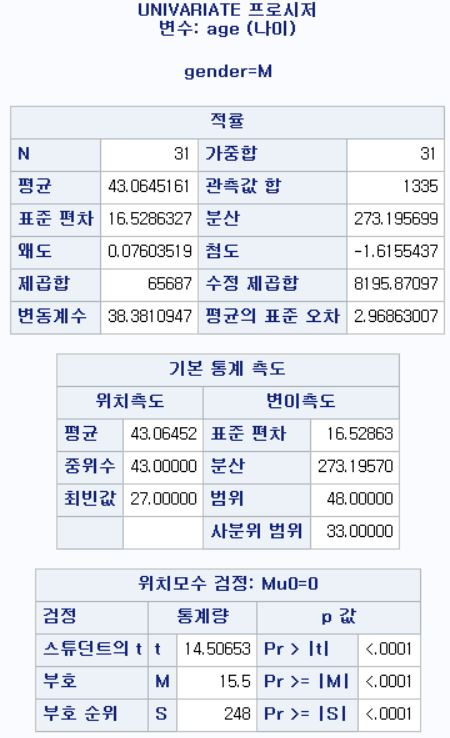 UNIVARIATE 프로시저
변수: age (나이)
gender=M
적률
N 31 가중합 31
평균 43.0645161 관측값 합 1335
표준 편차 16.5286327 분산 273.195699
왜도 0.07603519 첨도 -1.6155437
제곱합 65687 수정 제곱합 8195.87097
변동계수 38.3810947 평균의 표준 오차 2.96863007
기본 통계 측도
위치측도 변이측도
평균 43.06452 표준 편차 16.52863
중위수 43.00000 분산 273.19570
최빈값 27.00000 범위 48.00000
사분위 범위 33.00000
위치모수 검정: Mu0=0
검정 통계량 p 값
스튜던트의 t t 14.50653 Pr > |t| <.0001
부호 M 15.5 Pr >= |M| <.0001
부호 순위 S 248 Pr >= |S| <.0001